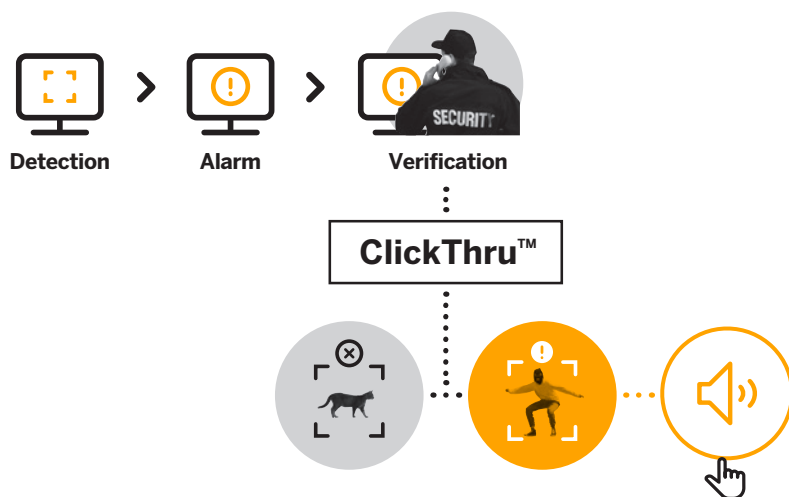 Detection
Alarm
Verification
SECURITY
ClickThru™